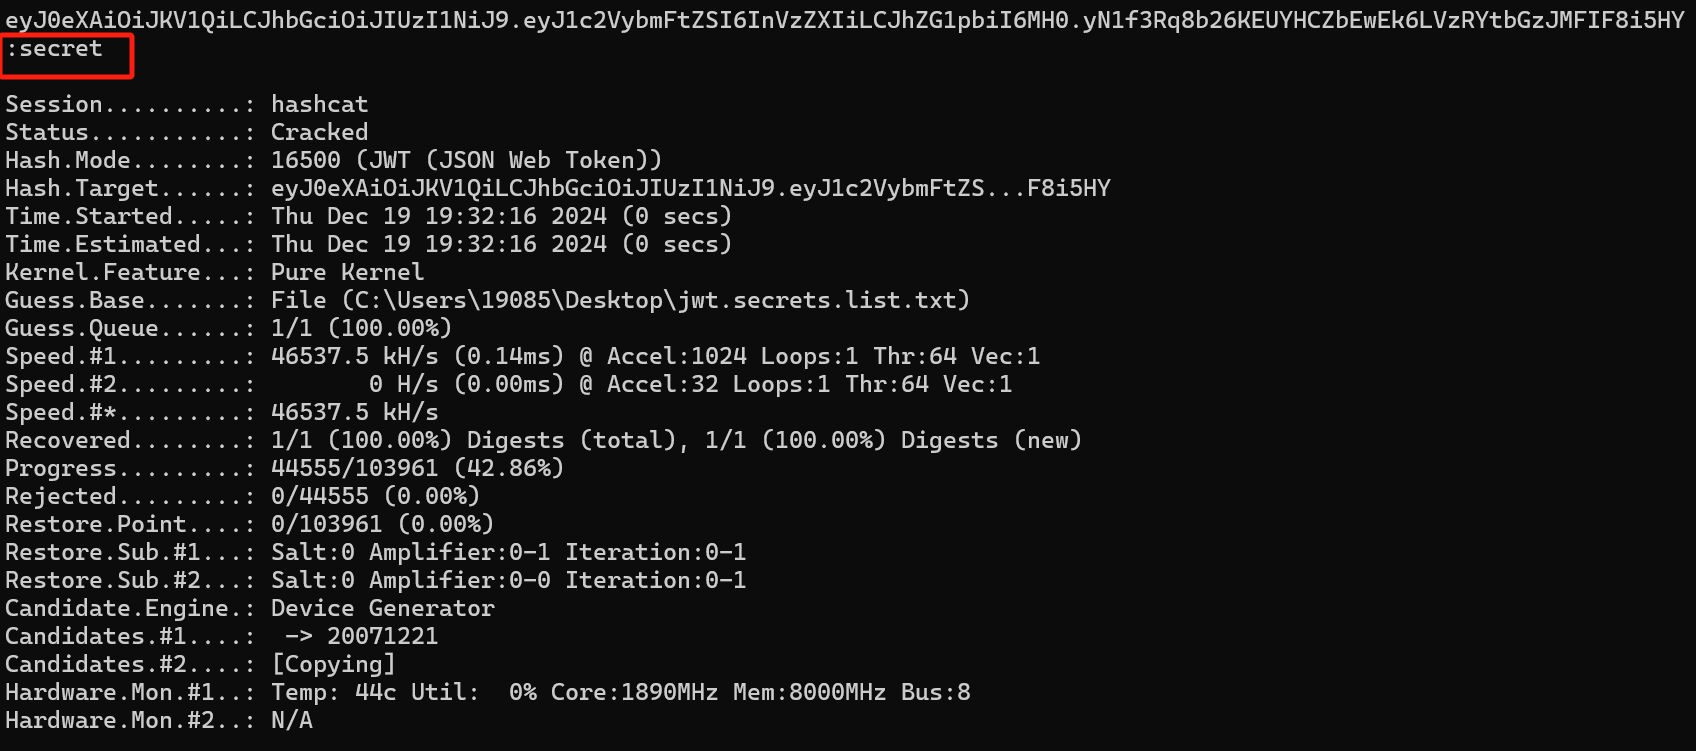 eyJ0eXAiOiJKV1QiLCJhbGciOiJIUzI1NiJ9.eyJ1c2VybmFtZSI6InVzZXIiLCJhZG1pbiI6MH0.yN1f3Rq8b26KEUYHCZbEwEk6LVzRYtbGzJMFIF8i5HY
:secret
Session..........: hashcat
Status...........: Cracked
Hash.Mode........: 16500 (JWT (JSON Web Token))
Hash.Target......: eyJ0eXAiOiJKV1QiLCJhbGciOiJIUzI1NiJ9.eyJ1c2VybmFtZS...F8i5HY
Time.Started.....: Thu Dec 19 19:32:16 2024 (0 secs)
Time.Estimated...: Thu Dec 19 19:32:16 2024 (0 secs)
Kernel.Feature...: Pure Kernel
Guess.Base.......: File (C:\Users\19085\Desktop\jwt.secrets.list.txt)
Guess.Queue......: 1/1 (100.00%)
Speed.#1.........: 46537.5 kH/s (0.14ms) @ Accel:1024 Loops:1 Thr:64 Vec:1
Speed.#2.........:        0 H/s (0.00ms) @ Accel:32 Loops:1 Thr:64 Vec:1
Speed.#*.........: 46537.5 kH/s
Recovered........: 1/1 (100.00%) Digests (total), 1/1 (100.00%) Digests (new)
Progress.........: 44555/103961 (42.86%)
Rejected.........: 0/44555 (0.00%)
Restore.Point....: 0/103961 (0.00%)
Restore.Sub.#1...: Salt:0 Amplifier:0-1 Iteration:0-1
Restore.Sub.#2...: Salt:0 Amplifier:0-0 Iteration:0-1
Candidate.Engine.: Device Generator
Candidates.#1....:  -> 20071221
Candidates.#2....: [Copying]
Hardware.Mon.#1..: Temp: 44c Util:  0% Core:1890MHz Mem:8000MHz Bus:8
Hardware.Mon.#2..: N/A